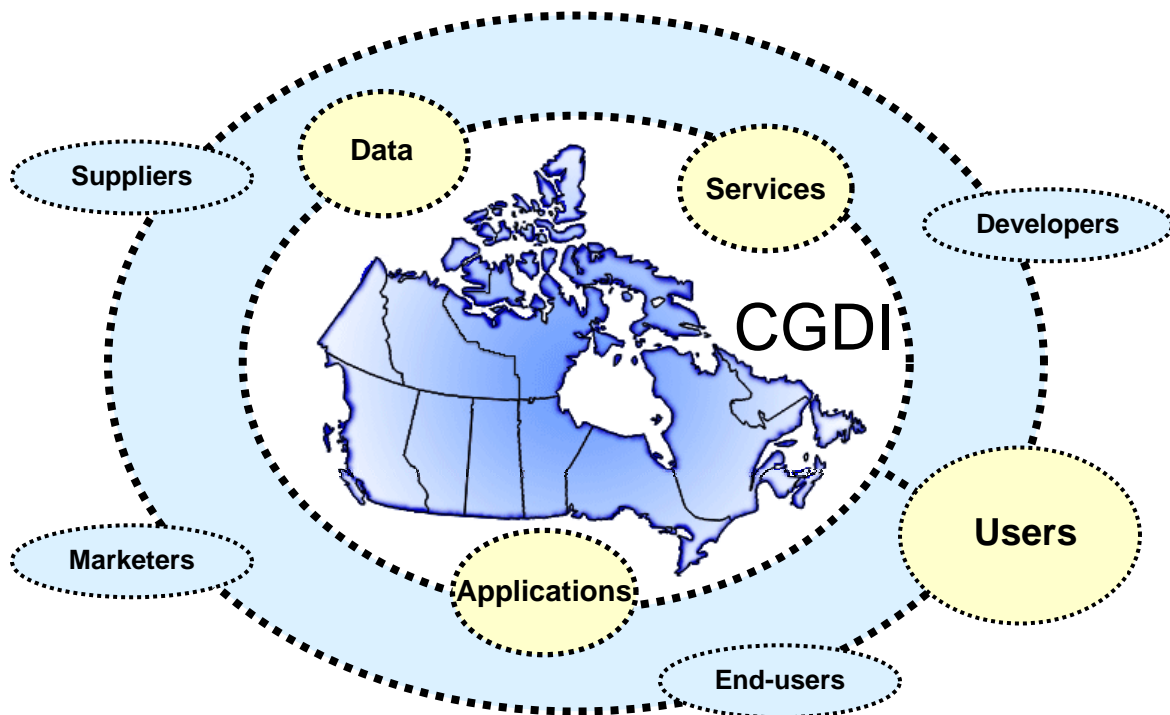 Data
Suppliers
Services
Developers
CGDI
Users
Marketers
Applications
End-users